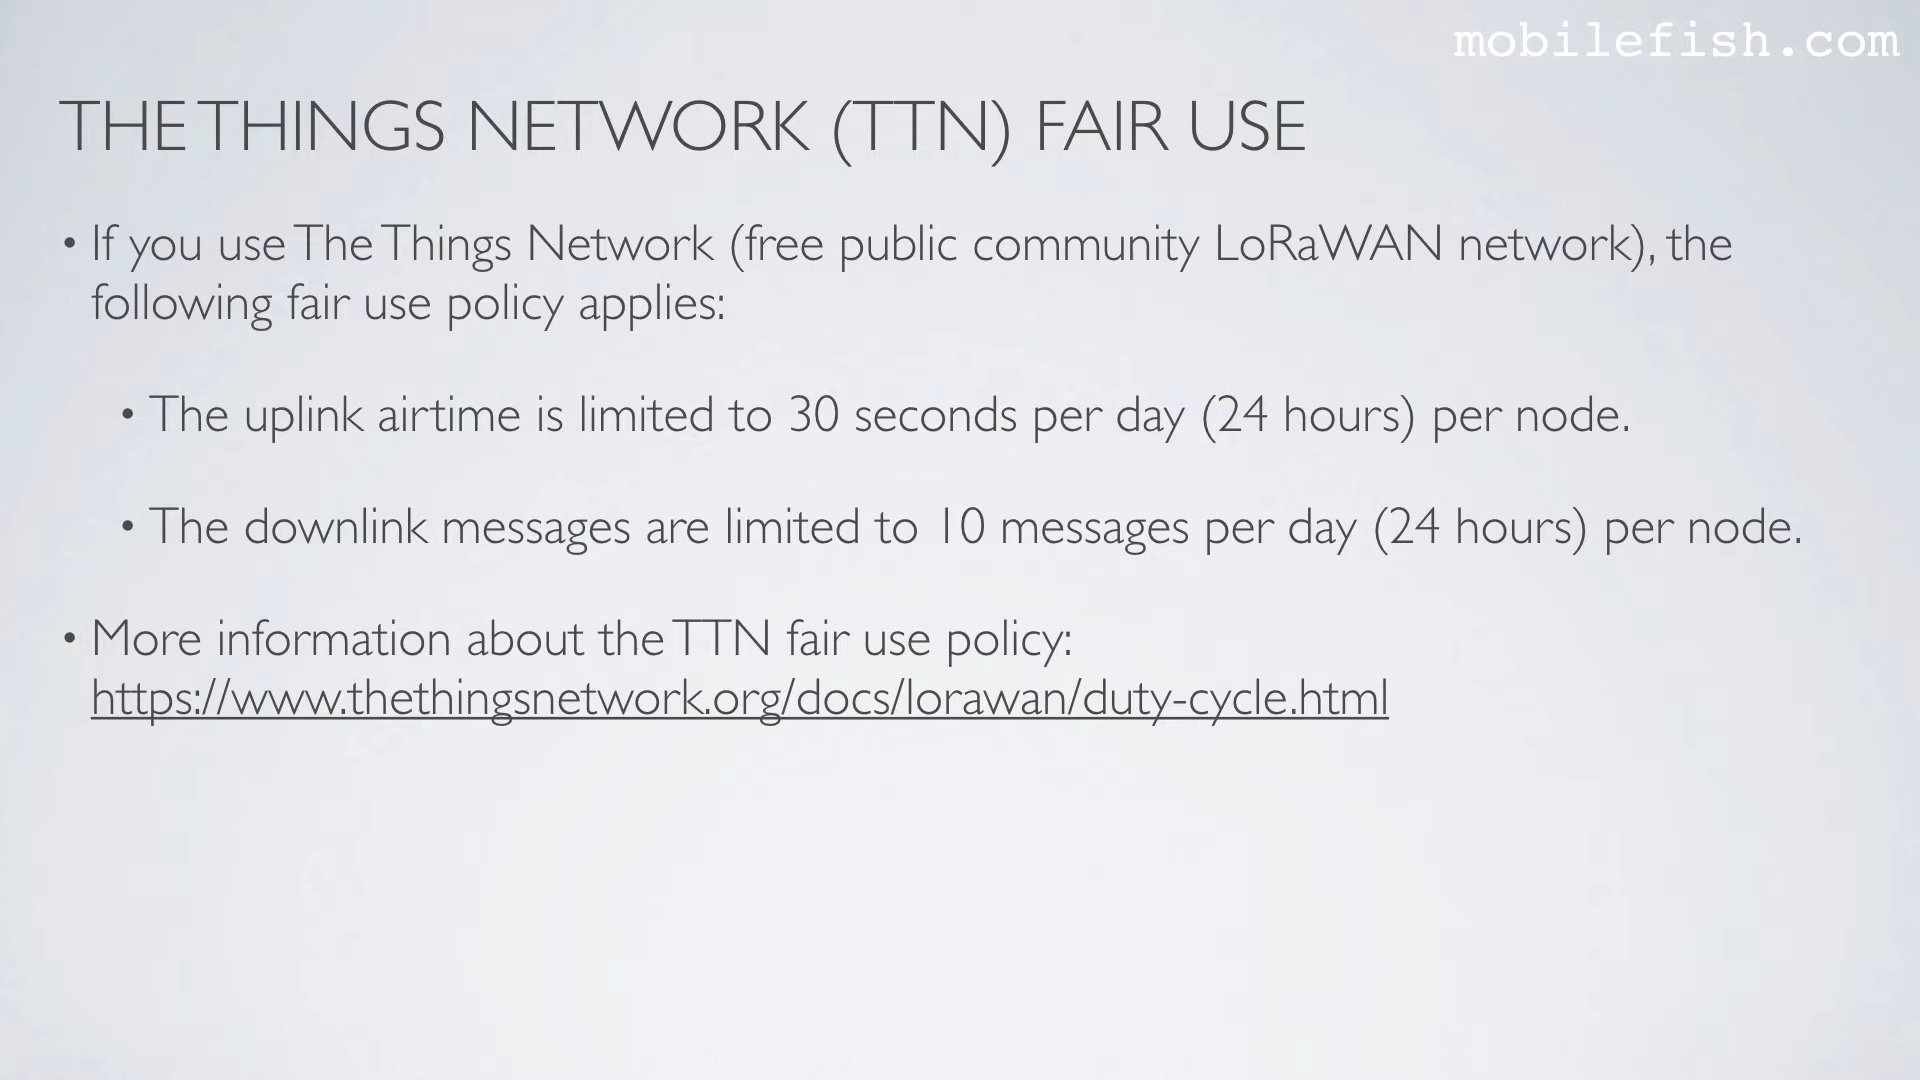 mobilefish.com
THE THINGS NETWORK (TTN) FAIR USE
• If you use The Things Network (free public community LoRaWAN network), the
following fair use policy applies:
• The uplink airtime is limited to 30 seconds per day (24 hours) per node.
• The downlink messages are limited to 10 messages per day (24 hours) per node.
• More information about the TTN fair use policy:
https://www.thethingsnetwork.org/docs/lorawan/duty-cycle.html